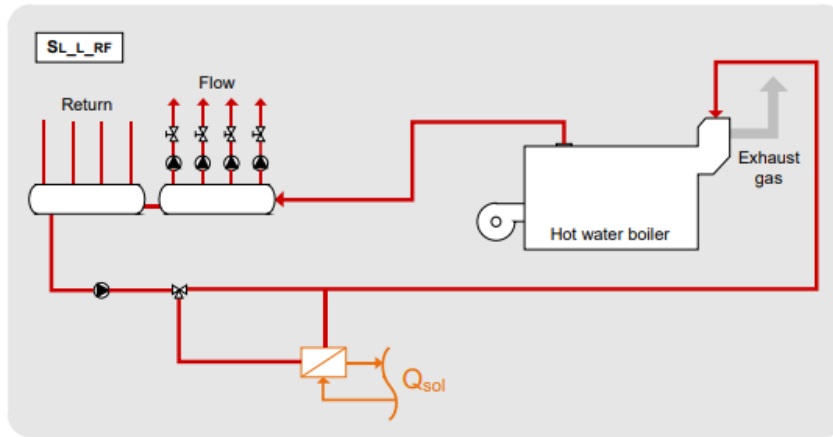 SL_L_RF
Flow
Return
Exhaust
gas
Hot water boiler
Qsol